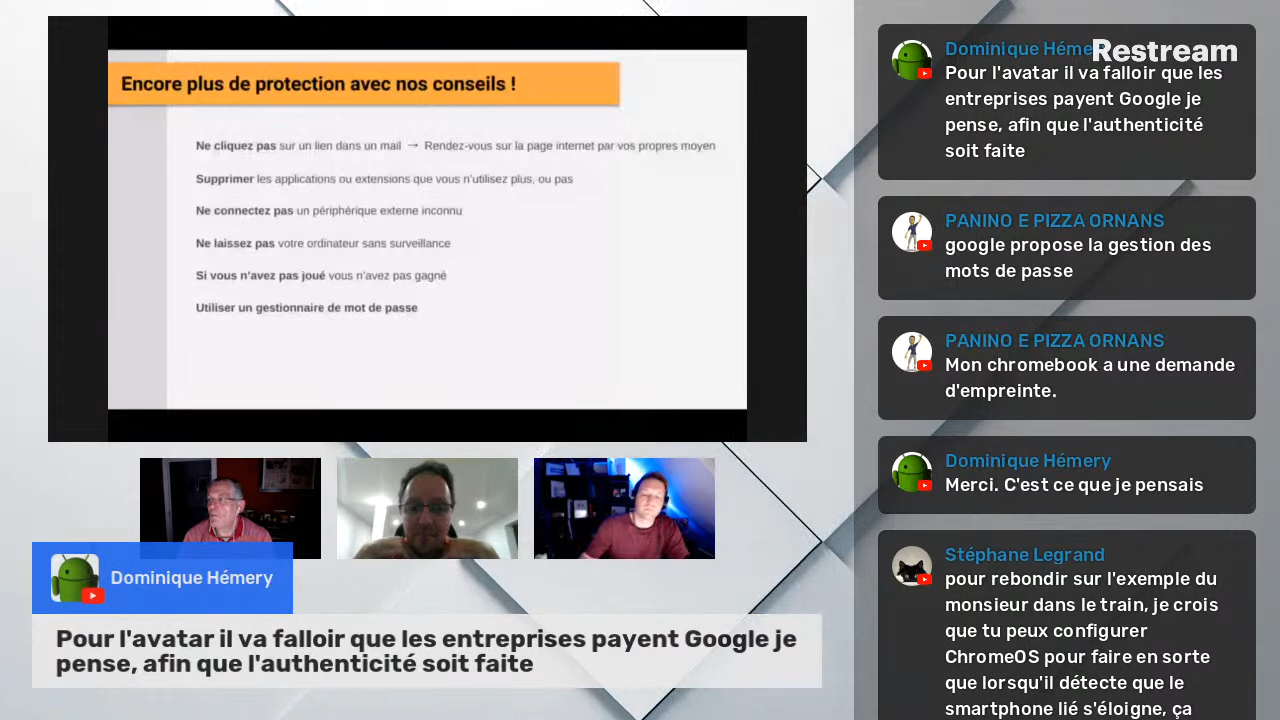 Encore plus de protection avec nos conseils !
Ne cliquez pas sur un lien dans un mail → Rendez-vous sur la page internet par vos propres moyen
Supprimer les applications ou extensions que vous n'utilisez plus, ou pas
Ne connectez pas un périphérique externe inconnu
Ne laissez pas votre ordinateur sans surveillance
Si vous n'avez pas joué vous n'avez pas gagné
Utiliser un gestionnaire de mot de passe
Dominique Hémery
Pour l'avatar il va falloir que les entreprises payent Google je
pense, afin que l'authenticité soit faite
Restream
Dominique
Pour l'avatar il va falloir que les
entreprises payent Google je
pense, afin que l'authenticité
soit faite
PANINO E PIZZA ORNANS
google propose la gestion des
mots de passe
PANINO E PIZZA ORNANS
Mon chromebook a une demande
d'empreinte.
Dominique Hémery
Merci. C'est ce que je pensais
Stéphane Legrand
pour rebondir sur l'exemple du
monsieur dans le train, je crois
que tu peux configurer
ChromeOS pour faire en sorte
que lorsqu'il détecte que le
smartphone lié s'éloigne, ça